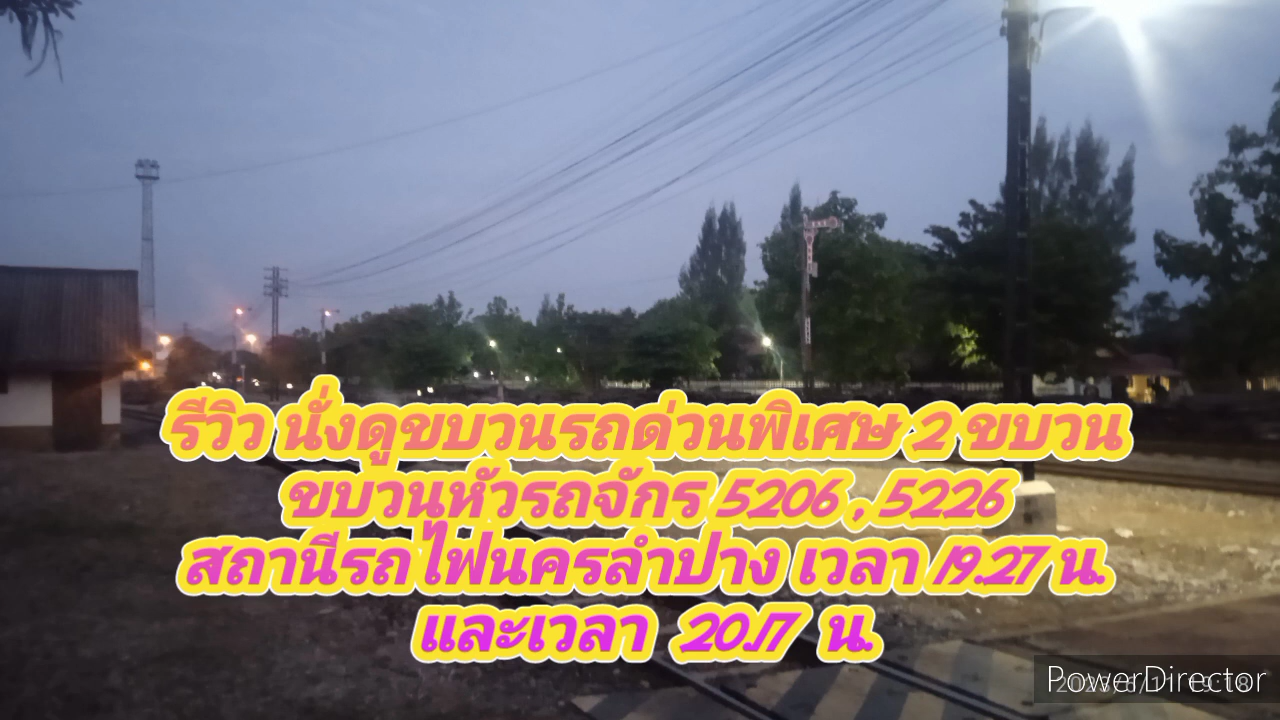 รีวิว นั่งดูขบวนรถด่วนพิเศษ 2 ขบวน
ขบวนหัวรถจักร 5206 , 5226
สถานีรถไฟนครลำปาง เวลา 19.27 น.
และเวลา 20.17 น.
PowerDirector